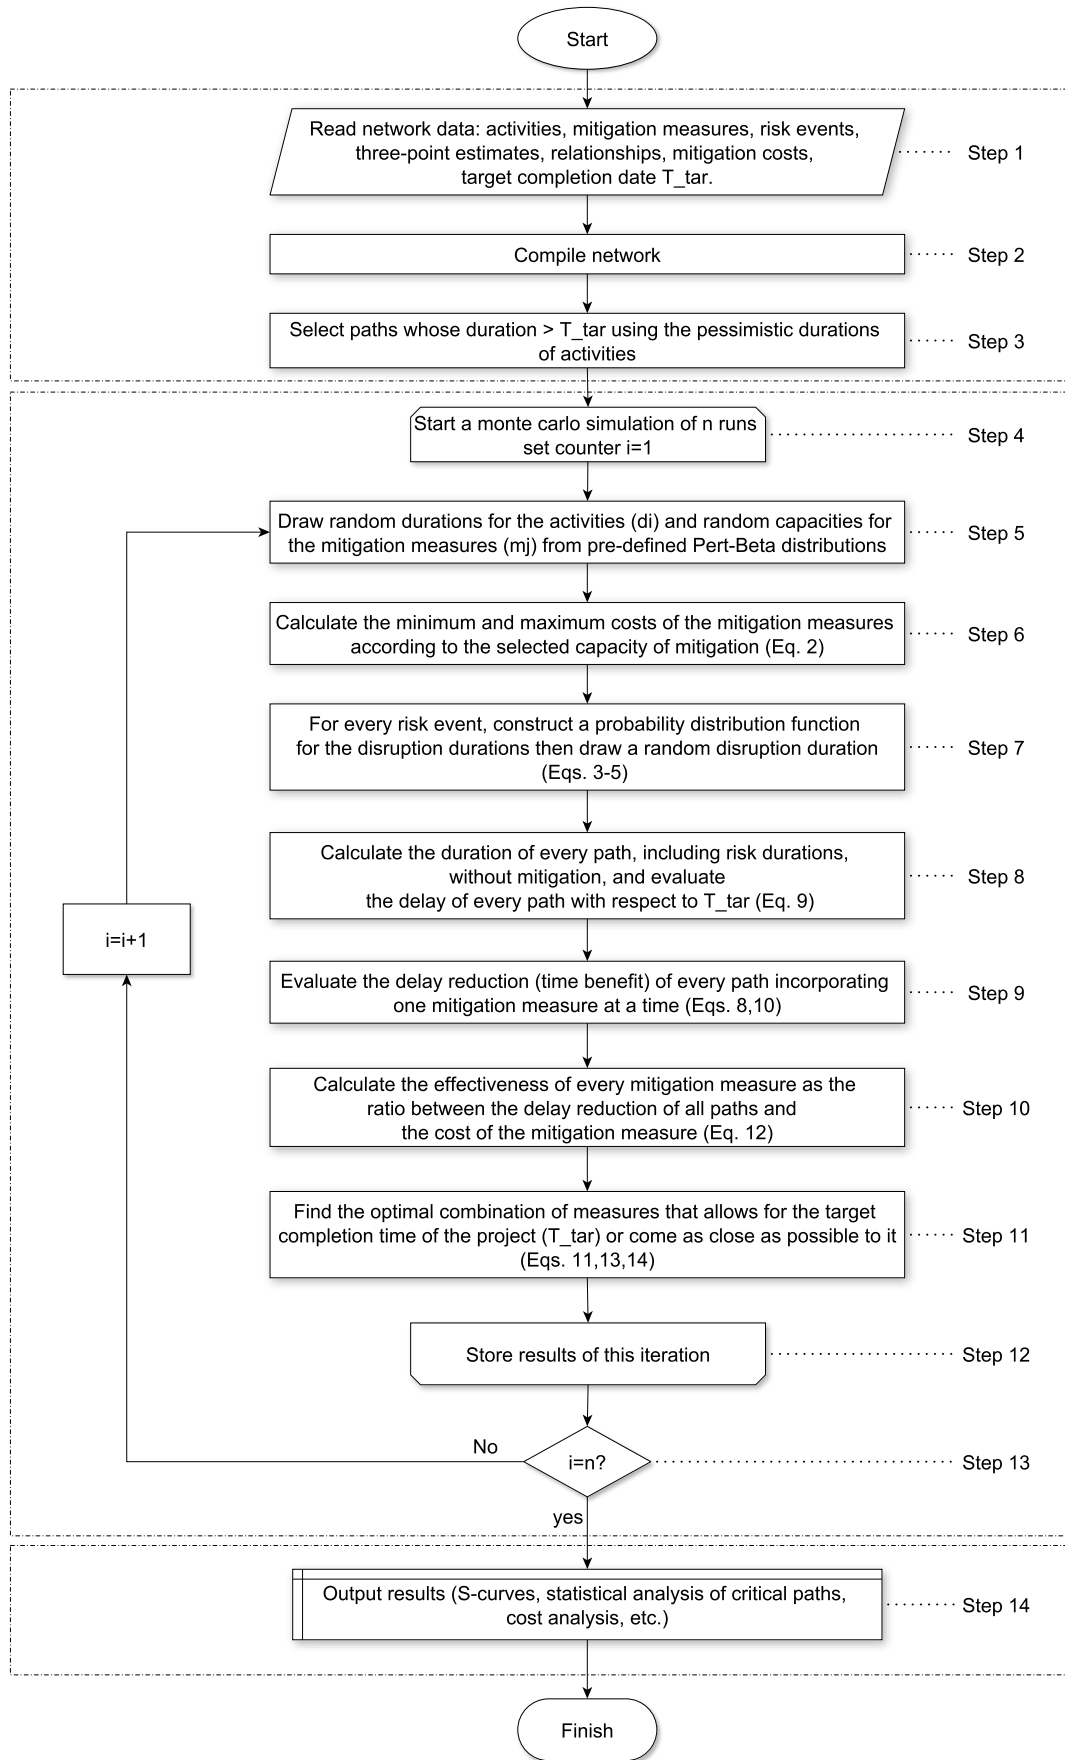 Start
Read network data: activities, mitigation measures, risk events,
three-point estimates, relationships, mitigation costs,
target completion date T_tar.
Step 1
Compile network
Step 2
Select paths whose duration > T_tar using the pessimistic durations
of activities
Step 3
Start a monte carlo simulation of n runs
set counter i=1
Step 4
Draw random durations for the activities (di) and random capacities for
the mitigation measures (mj) from pre-defined Pert-Beta distributions
Step 5
Calculate the minimum and maximum costs of the mitigation measures
according to the selected capacity of mitigation (Eq. 2)
Step 6
For every risk event, construct a probability distribution function
for the disruption durations then draw a random disruption duration
(Eqs. 3-5)
Step 7
Calculate the duration of every path, including risk durations,
without mitigation, and evaluate
the delay of every path with respect to T_tar (Eq. 9)
Step 8
i=i+1
Evaluate the delay reduction (time benefit) of every path incorporating
one mitigation measure at a time (Eqs. 8,10)
Step 9
Calculate the effectiveness of every mitigation measure as the
ratio between the delay reduction of all paths and
the cost of the mitigation measure (Eq. 12)
Step 10
Find the optimal combination of measures that allows for the target
completion time of the project (T_tar) or come as close as possible to it
(Eqs. 11,13,14)
Step 11
Store results of this iteration
Step 12
No
i=n?
Step 13
yes
Output results (S-curves, statistical analysis of critical paths,
cost analysis, etc.)
Step 14
Finish